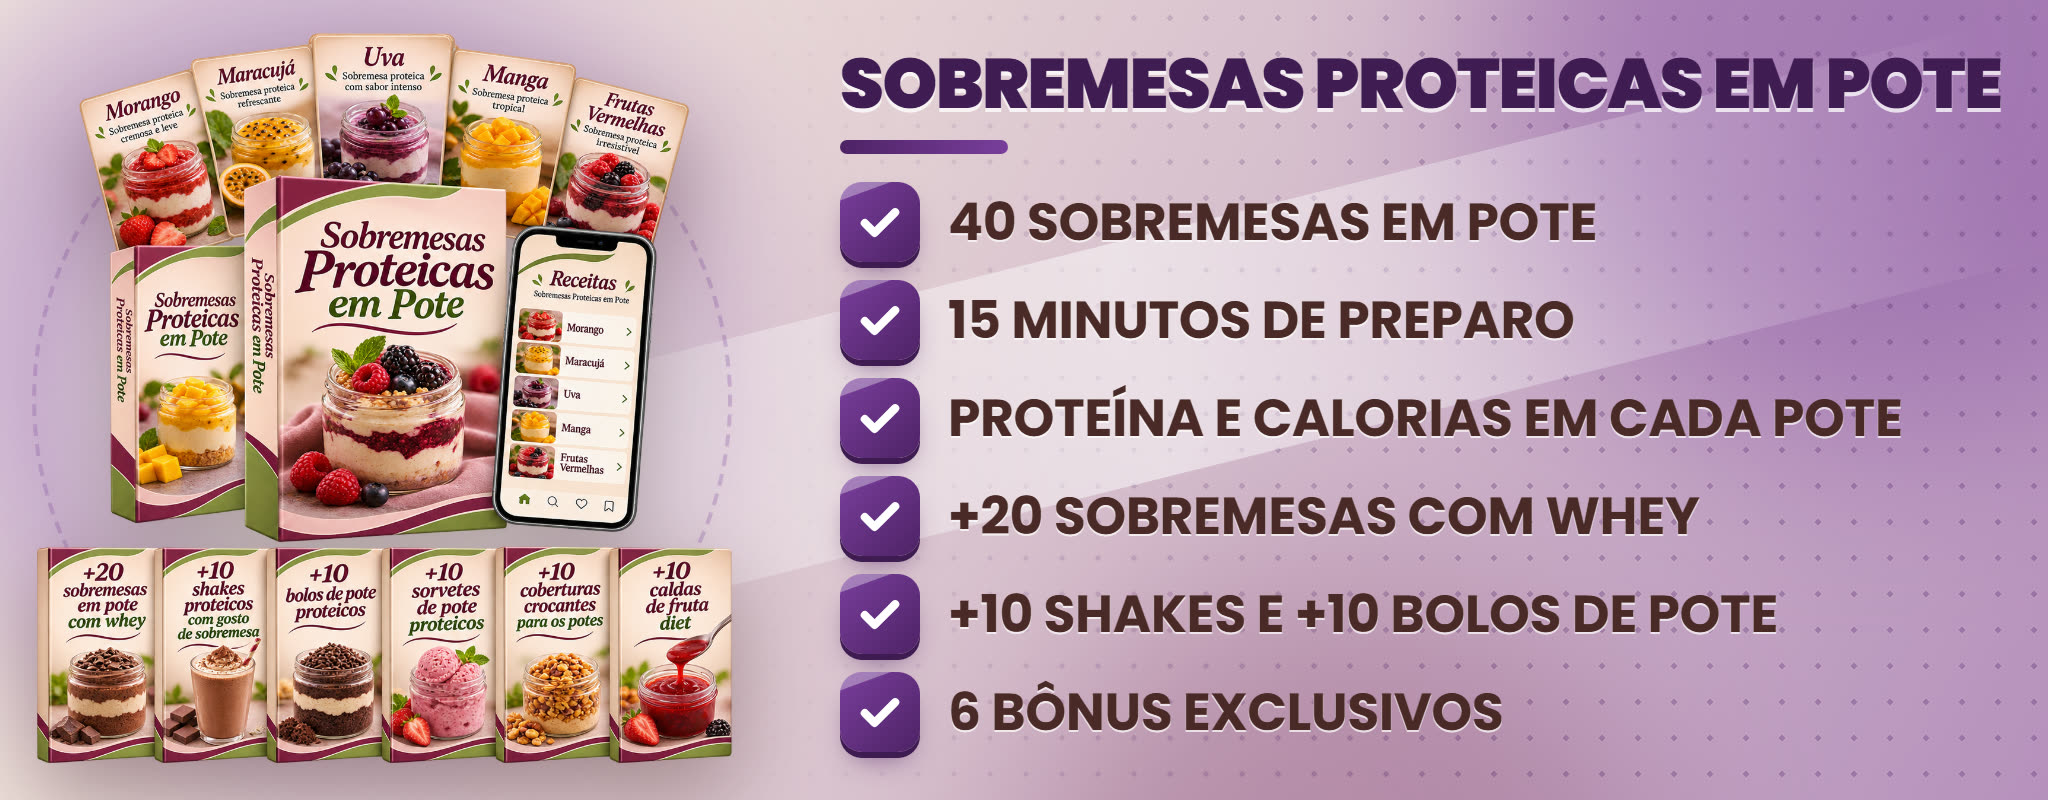 Morango
Sobremesa proteica
cremosa e leve
Maracujá
Sobremesa proteica
refrescante
Uva
Sobremesa proteica
com sabor intenso
Manga
Sobremesa proteica
tropical
Frutas
Vermelhas
Sobremesa proteica
irresistível
Sobremesas
Proteicas em Pote
Sobremesas
Proteicas
em Pote
Sobremesas
Proteicas em Pote
Sobremesas
Proteicas
em Pote
Receitas
Sobremesas Proteicas em Pote
Morango
Maracujá
Uva
Manga
Frutas
Vermelhas
+20
sobremesas
em pote
com whey
+10
shakes
proteicos
com gosto
de sobremesa
+10
bolos de pote
proteicos
+10
sorvetes
de pote
proteicos
+10
coberturas
crocantes
para os potes
+10
caldas
de fruta
diet
SOBREMESAS PROTEICAS EM POTE
40 SOBREMESAS EM POTE
15 MINUTOS DE PREPARO
PROTEÍNA E CALORIAS EM CADA POTE
+20 SOBREMESAS COM WHEY
+10 SHAKES E +10 BOLOS DE POTE
6 BÔNUS EXCLUSIVOS